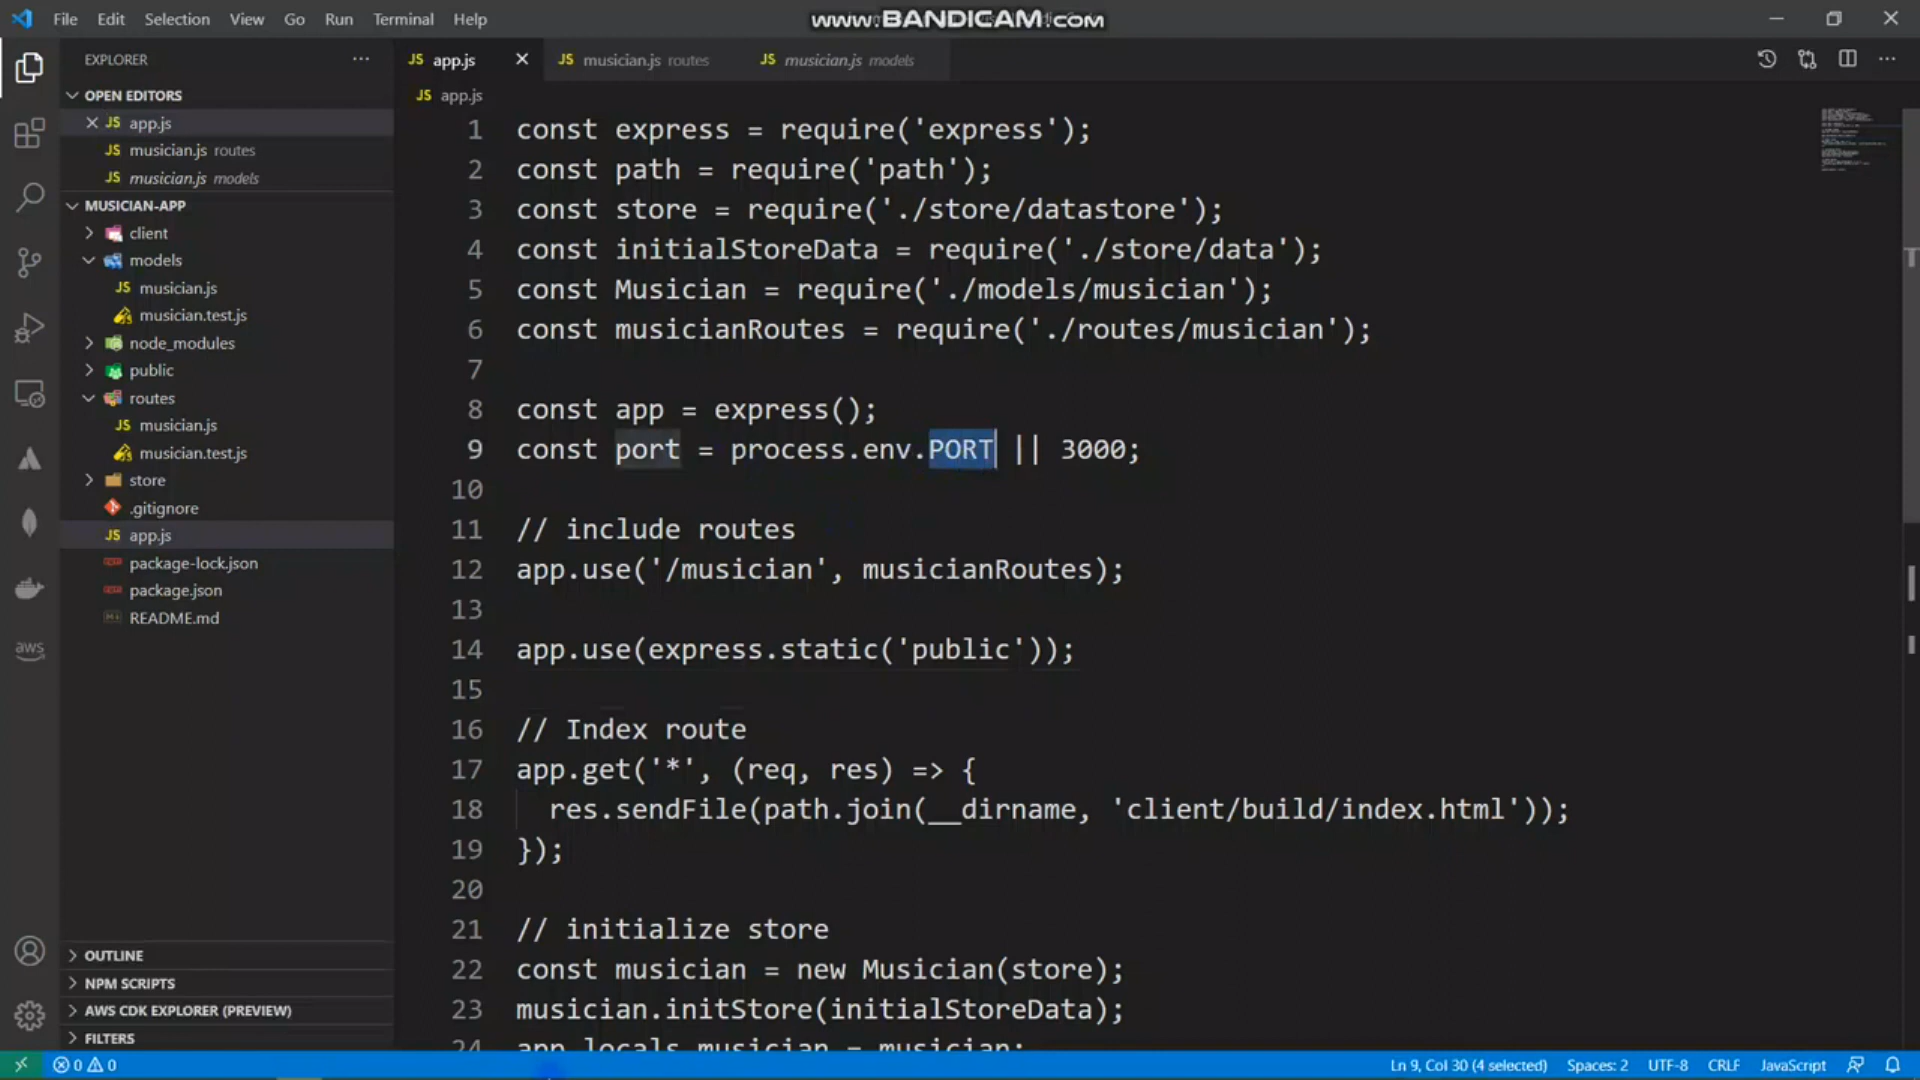 File Edit Selection View Go Run Terminal Help
www.BANDICAM.com
EXPLORER
OPEN EDITORS
JS app.js
JS musician.js routes
JS musician.js models
MUSICIAN-APP
client
models
JS musician.js
musician.test.js
node_modules
public
routes
JS musician.js
musician.test.js
store
.gitignore
JS app.js
package-lock.json
package.json
README.md
aws
OUTLINE
NPM SCRIPTS
AWS CDK EXPLORER (PREVIEW)
FILTERS
JS app.js
JS musician.js routes
JS musician.js models
JS app.js
1 const express = require('express');
2 const path = require('path');
3 const store = require('./store/datastore');
4 const initialStoreData = require('./store/data');
5 const Musician = require('./models/musician');
6 const musicianRoutes = require('./routes/musician');
7
8 const app = express();
9 const port = process.env.PORT || 3000;
10
11 // include routes
12 app.use('/musician', musicianRoutes);
13
14 app.use(express.static('public'));
15
16 // Index route
17 app.get('*', (req, res) => {
18 res.sendFile(path.join(__dirname, 'client/build/index.html'));
19 });
20
21 // initialize store
22 const musician = new Musician(store);
23 musician.initStore(initialStoreData);
24 app.locals.musician = musician;
0 0
Ln 9, Col 30 (4 selected) Spaces: 2 UTF-8 CRLF JavaScript